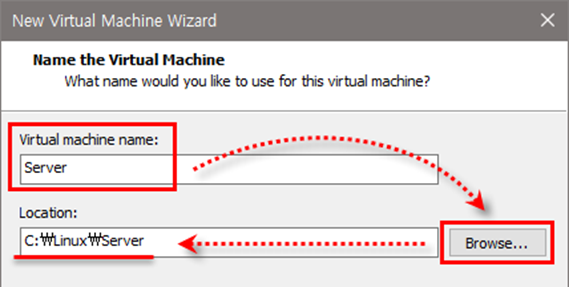 New Virtual Machine Wizard
Name the Virtual Machine
What name would you like to use for this virtual machine?
Virtual machine name:
Server
Location:
C:₩Linux₩Server
Browse...